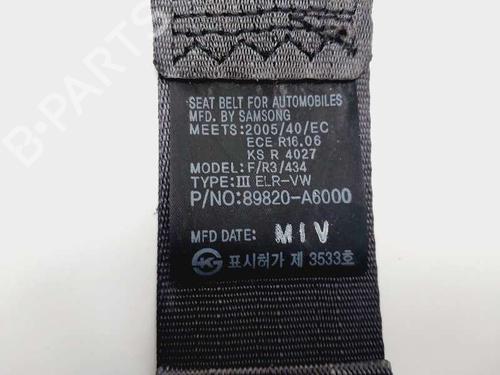 SEAT BELT FOR AUTOMOBILES
MFD. BY SAMSONG
MEETS:2005/40/EC
ECE R16.06
KS R 4027
MODEL:F/R3/434
TYPE:III ELR-VW
P/NO:89820-A6000
MFD DATE: MIV
표시허가 제 3533호
B-PARTS